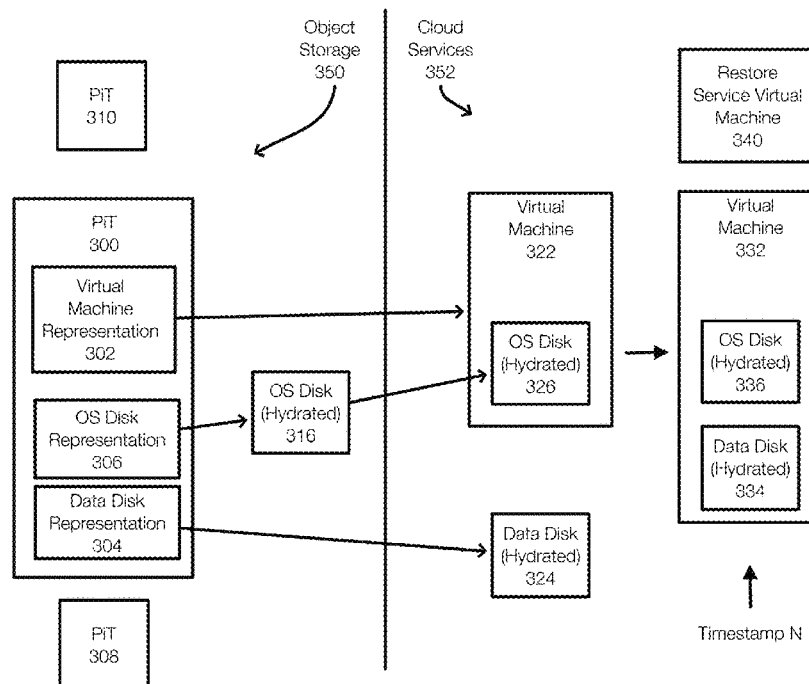 Object
Storage
350
Cloud
Services
352
PiT
310
Restore
Service Virtual
Machine
340
PiT
300
Virtual
Machine
Representation
302
OS Disk
Representation
306
Data Disk
Representation
304
OS Disk
(Hydrated)
316
Virtual
Machine
322
OS Disk
(Hydrated)
326
Data Disk
(Hydrated)
324
Virtual
Machine
332
OS Disk
(Hydrated)
336
Data Disk
(Hydrated)
334
PiT
308
Timestamp N